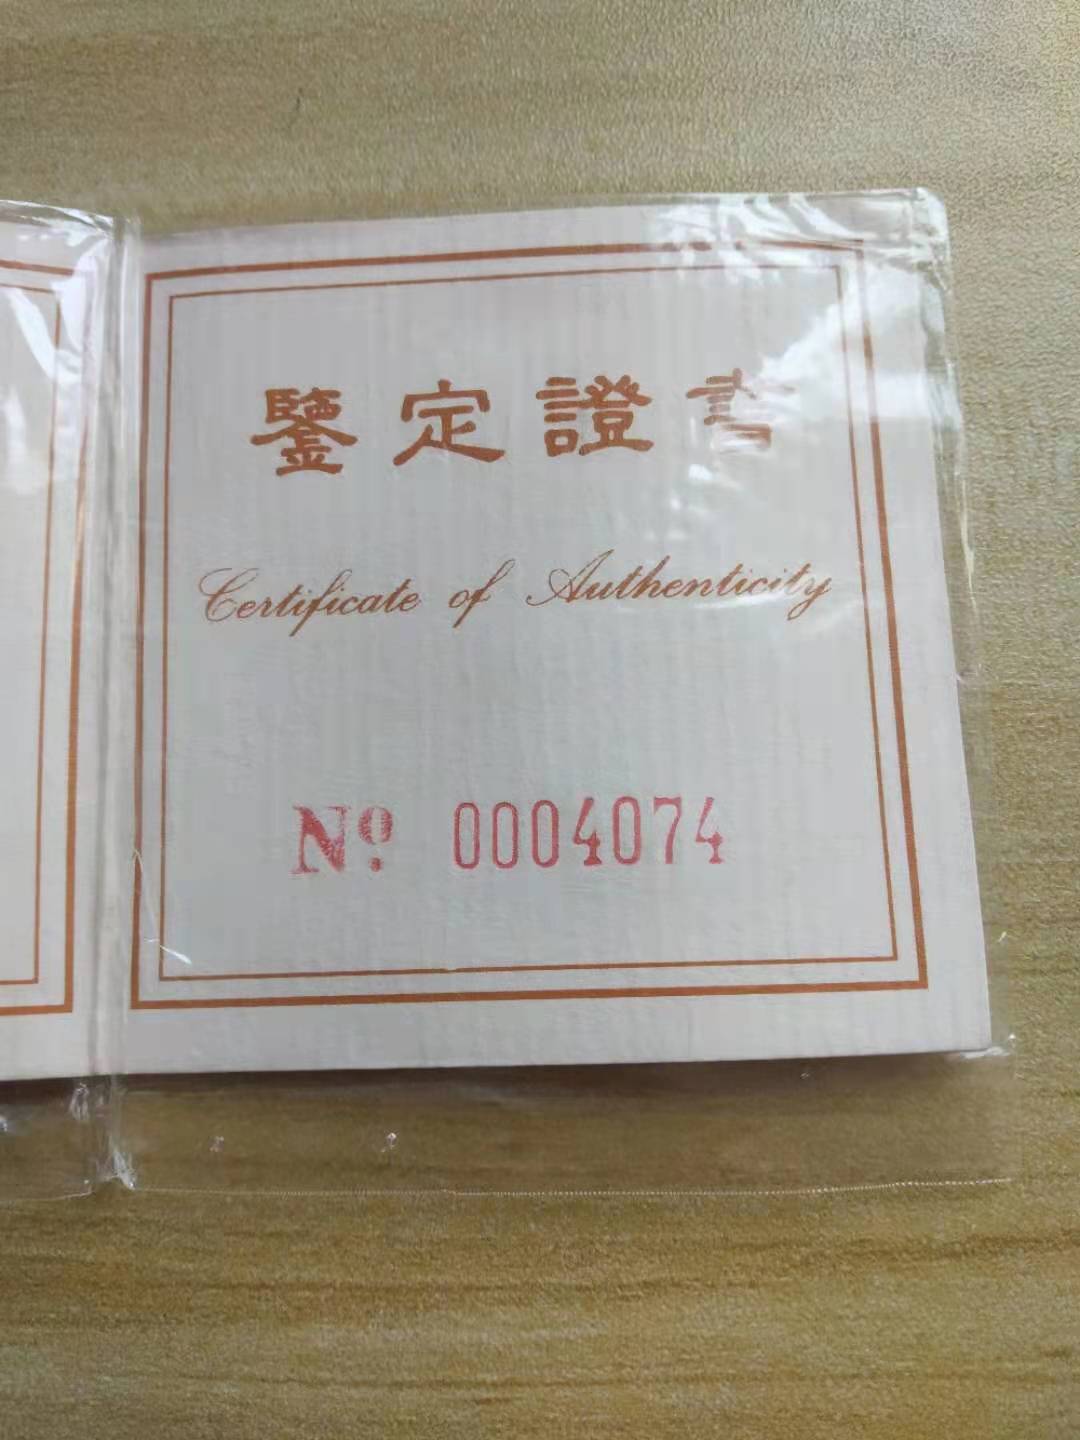 鑒定證書
Certificate of Authenticity
Nº 0004074